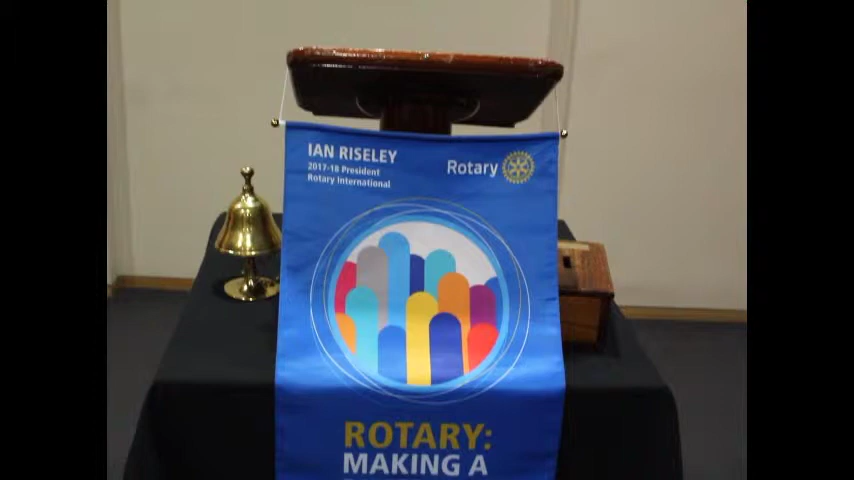 IAN RISELEY
2017-18 President
Rotary International
Rotary
ROTARY:
MAKING A